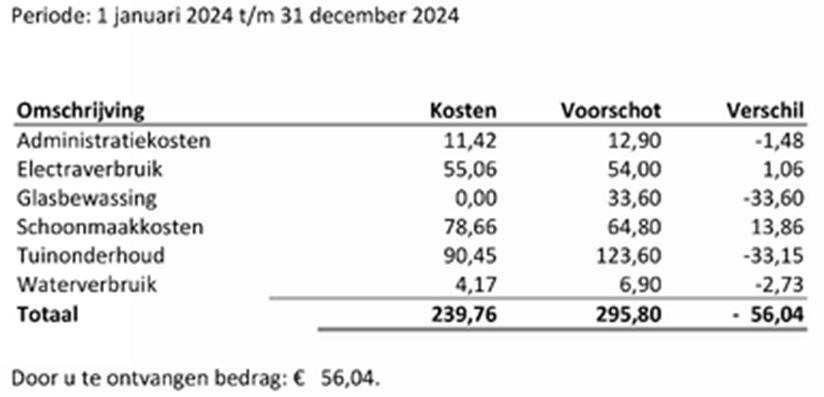 Periode: 1 januari 2024 t/m 31 december 2024
Omschrijving Kosten Voorschot Verschil
Administratiekosten 11,42 12,90 -1,48
Electraverbruik 55,06 54,00 1,06
Glasbewassing 0,00 33,60 -33,60
Schoonmaakkosten 78,66 64,80 13,86
Tuinonderhoud 90,45 123,60 -33,15
Waterverbruik 4,17 6,90 -2,73
Totaal 239,76 295,80 - 56,04
Door u te ontvangen bedrag: € 56,04.